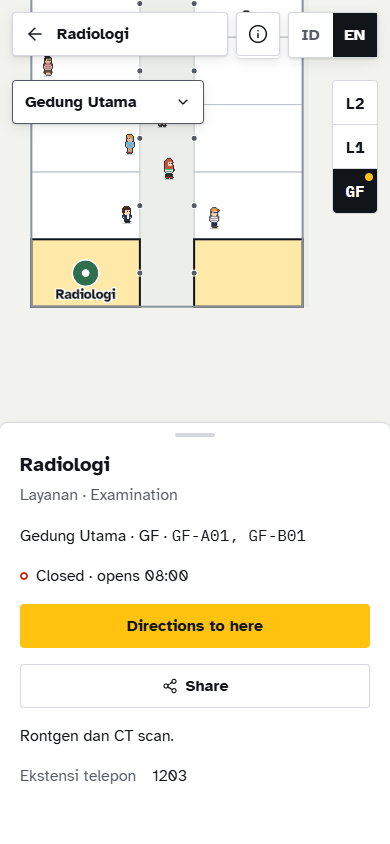 Radiologi
ID EN
Gedung Utama
L2
L1
GF
Radiologi
Radiologi
Layanan · Examination
Gedung Utama · GF · GF-A01, GF-B01
Closed · opens 08:00
Directions to here
Share
Rontgen dan CT scan.
Ekstensi telepon 1203